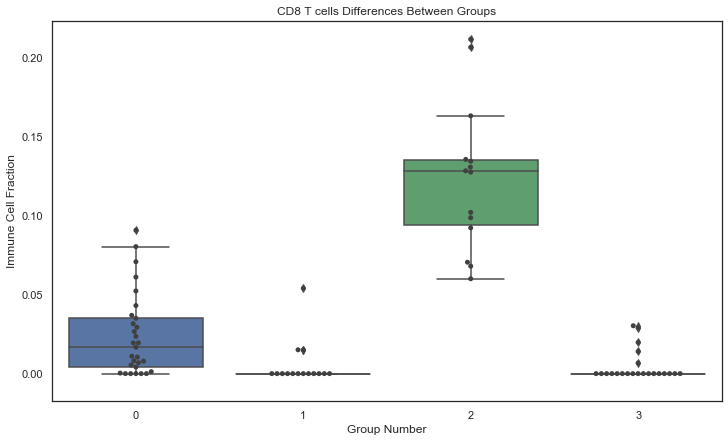 CD8 T cells Differences Between Groups
Immune Cell Fraction
0.20
0.15
0.10
0.05
0.00
0 1 2 3
Group Number